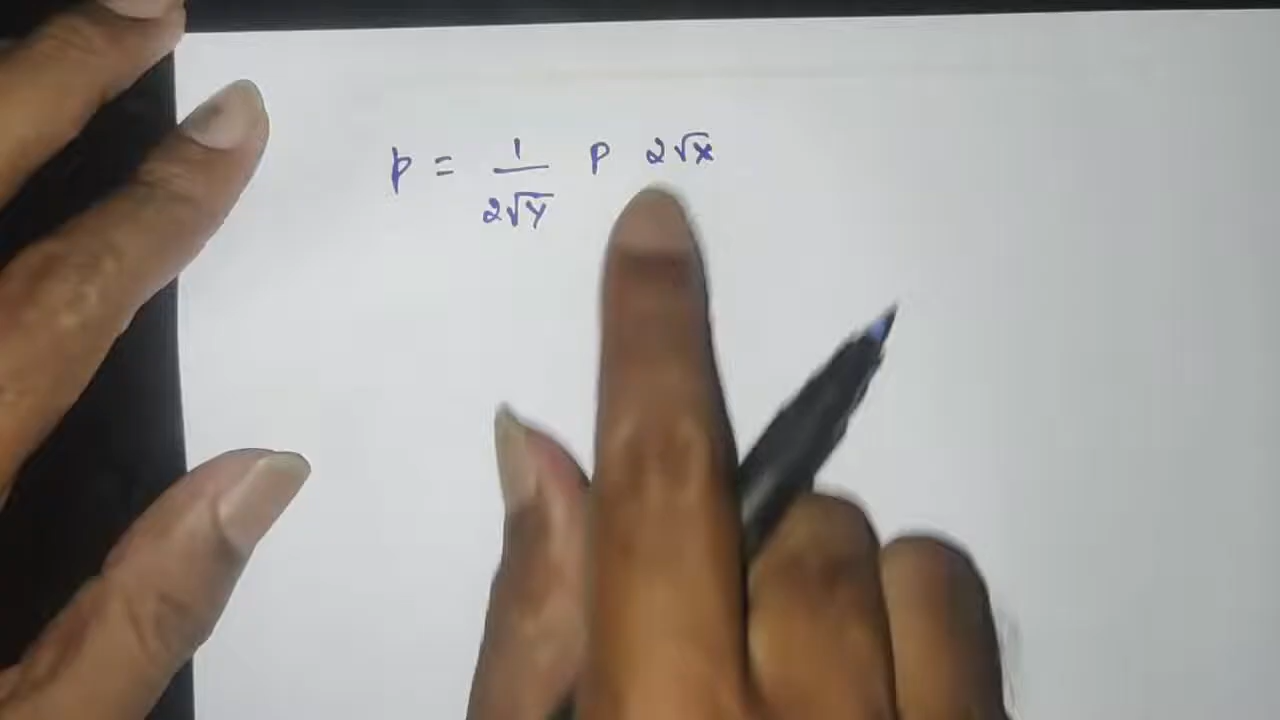 p = 1/(2√y) P 2√x